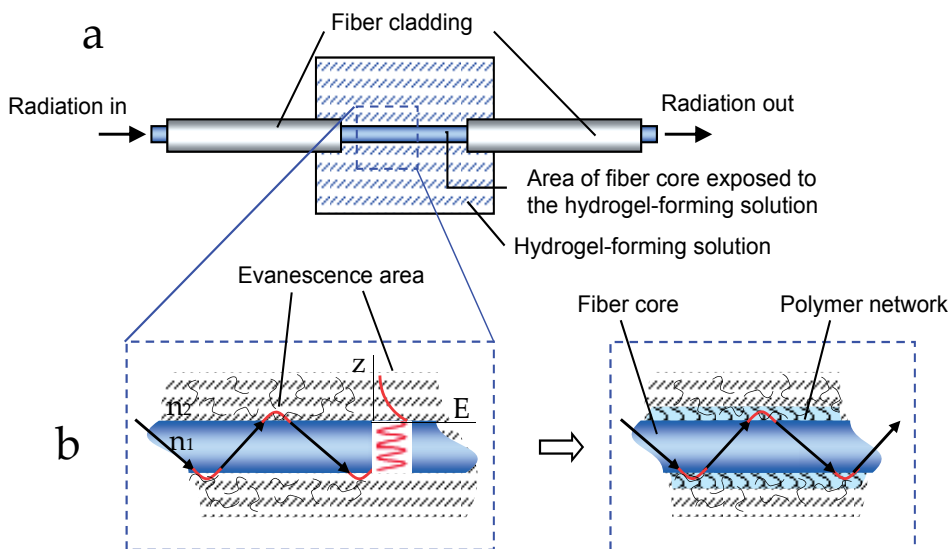 a
Fiber cladding
Radiation in
Radiation out
Area of fiber core exposed to
the hydrogel-forming solution
Hydrogel-forming solution
Evanescence area
Fiber core
Polymer network
z
n2
E
n1
b